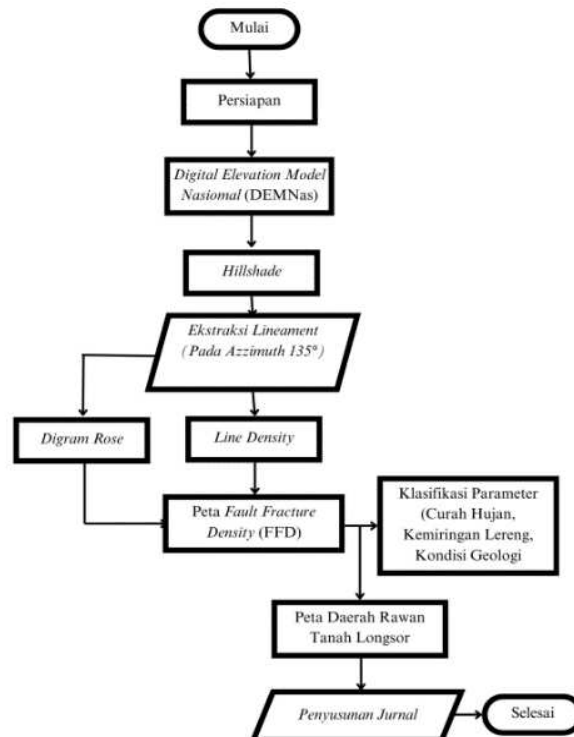 Mulai
Persiapan
Digital Elevation Model
Nasiomal (DEMNas)
Hillshade
Ekstraksi Lineament
(Pada Azzimuth 135°)
Digram Rose
Line Density
Peta Fault Fracture
Density (FFD)
Klasifikasi Parameter
(Curah Hujan,
Kemiringan Lereng,
Kondisi Geologi
Peta Daerah Rawan
Tanah Longsor
Penyusunan Jurnal
Selesai